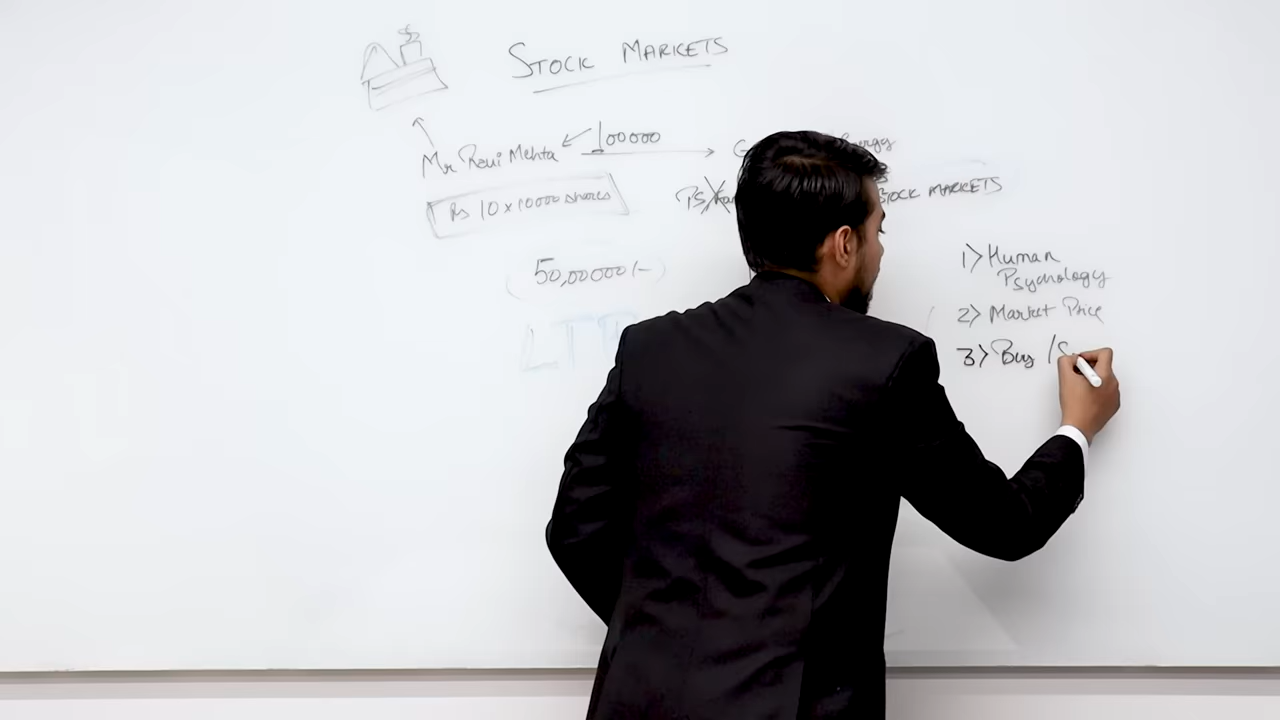 STOCK MARKETS
100000
Mr Ravi Mehta
Rs 10 x 10000 shares
STOCK MARKETS
50,00000/-
1> Human
Psychology
2> Market Price
3> Buy /S